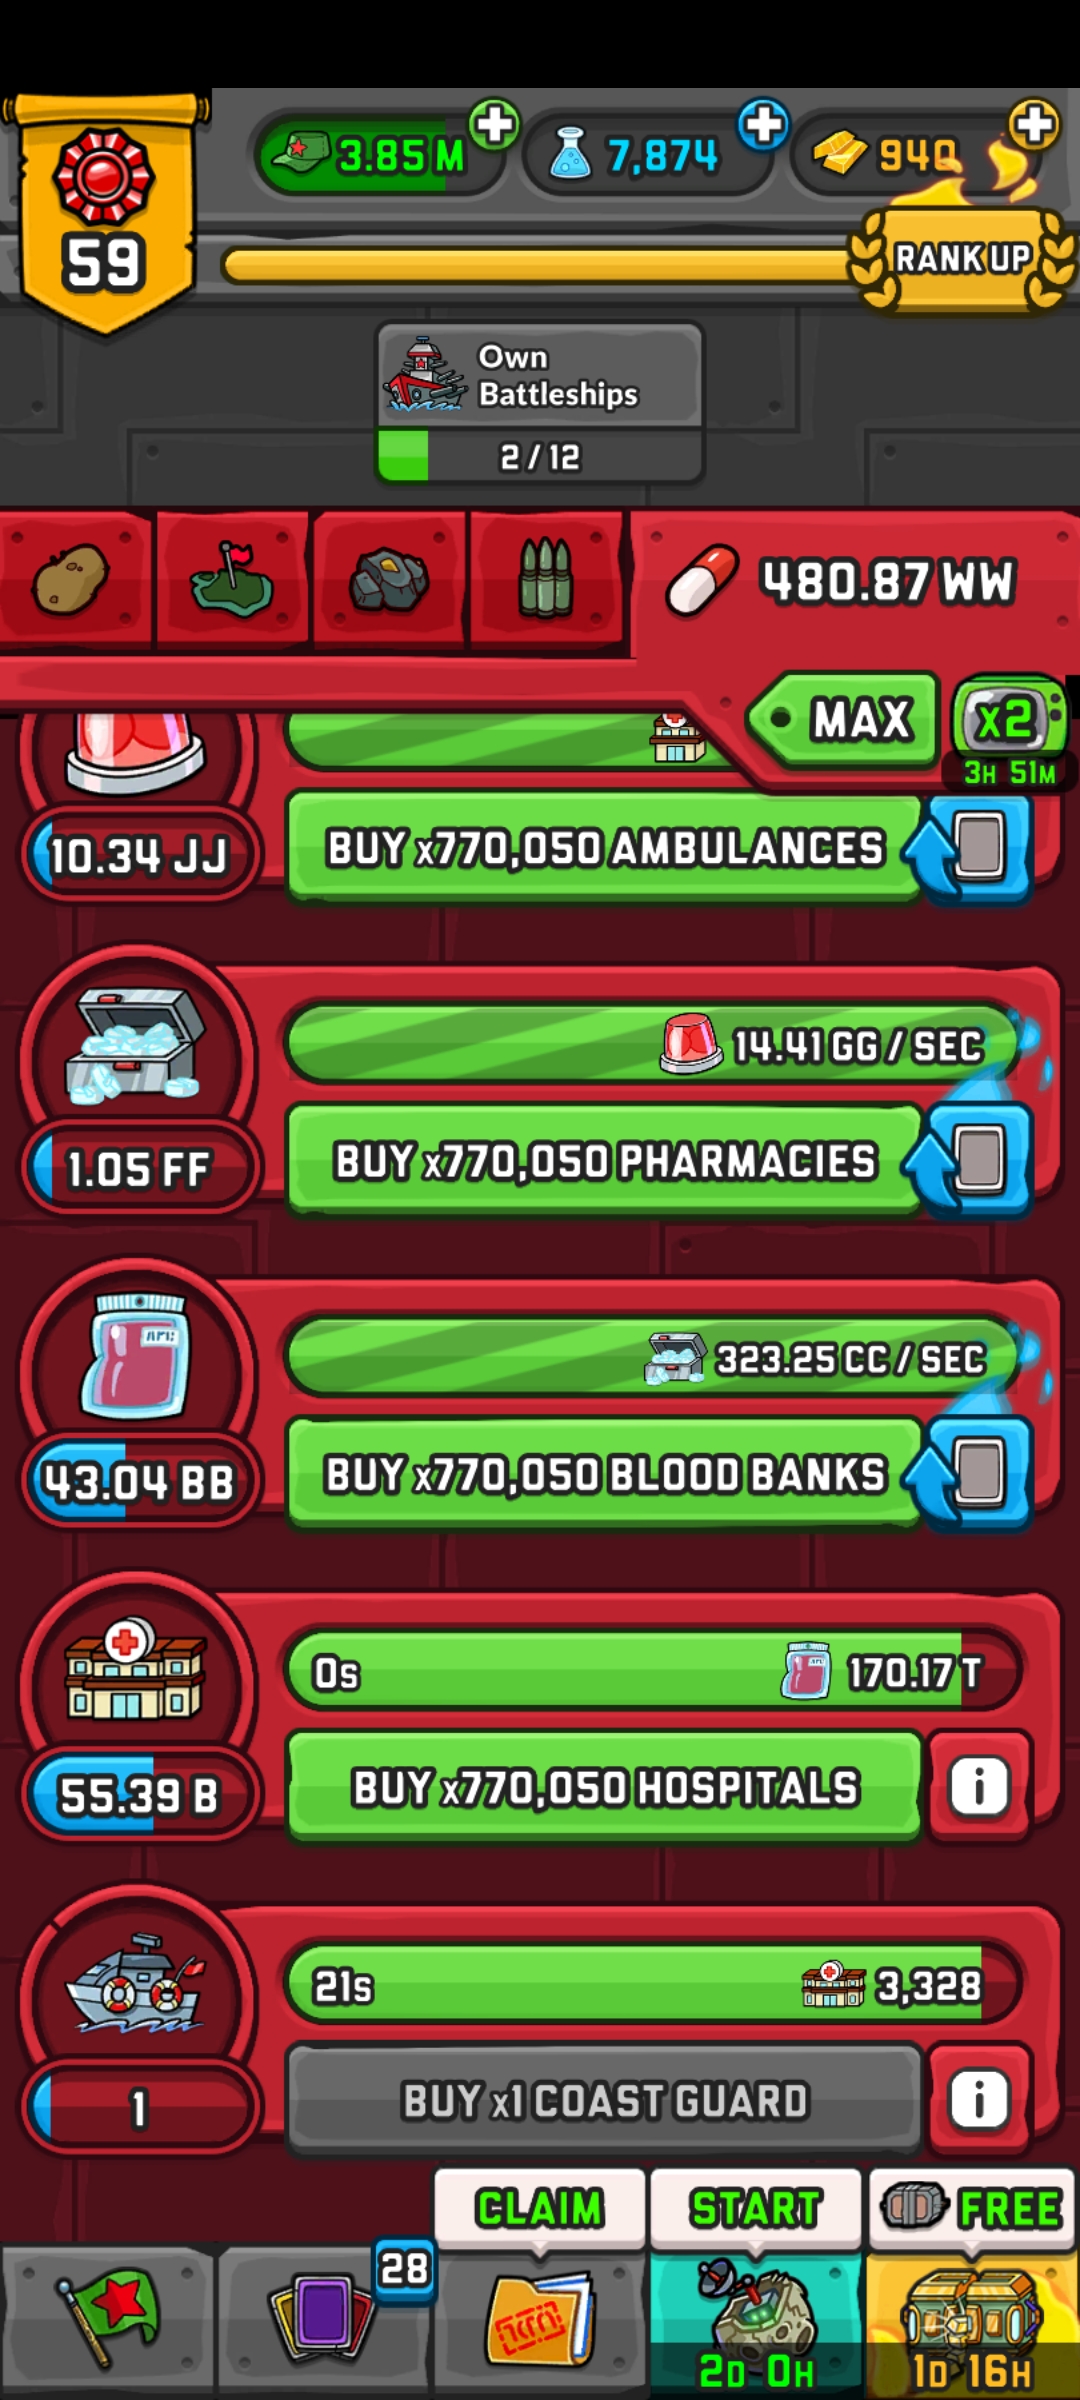 3.85 M
7,874
940
59
RANK UP
Own
Battleships
2 / 12
480.87 WW
MAX
x2
3H 51M
10.34 JJ
BUY x770,050 AMBULANCES
14.41 GG / SEC
1.05 FF
BUY x770,050 PHARMACIES
323.25 CC / SEC
43.04 BB
BUY x770,050 BLOOD BANKS
0s
170.17 T
55.39 B
BUY x770,050 HOSPITALS
i
21s
3,328
1
BUY x1 COAST GUARD
i
CLAIM
START
FREE
28
2D 0H
1D 16H